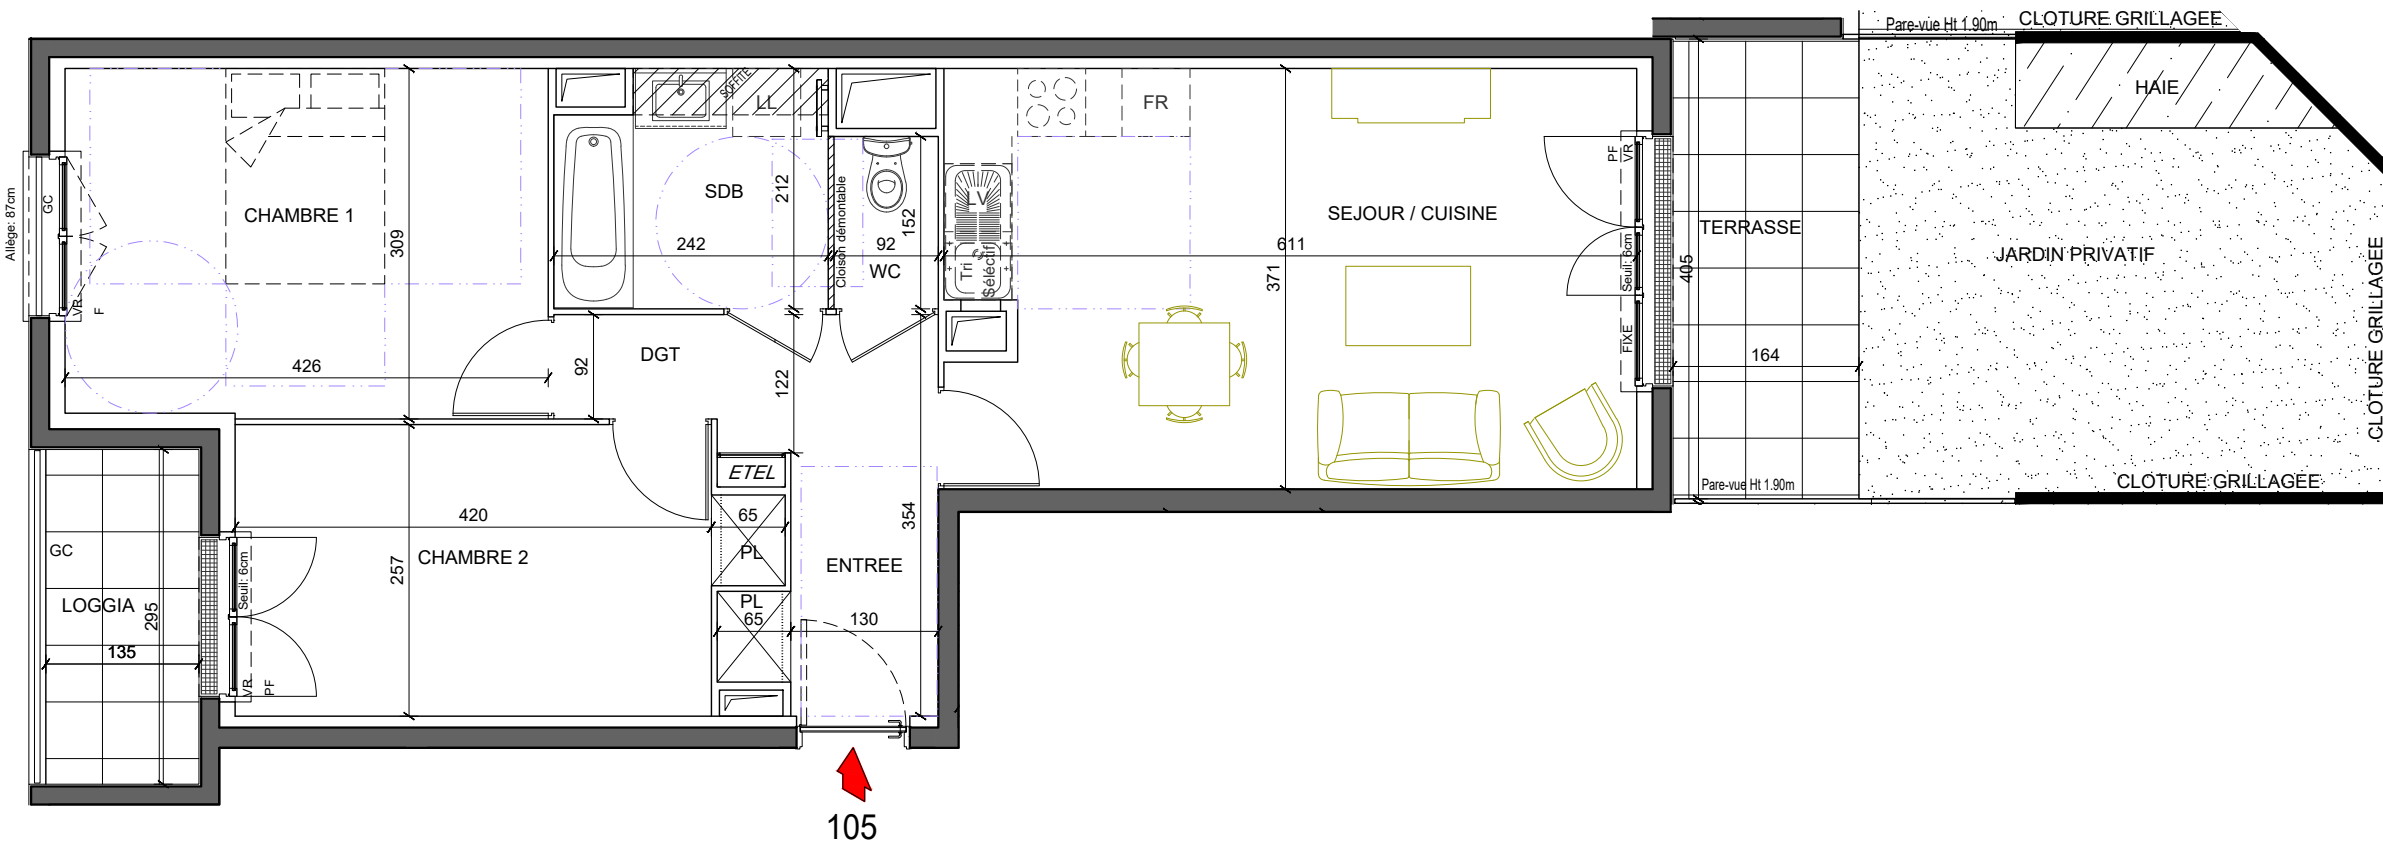 Pare-vue Ht 1.90m
CLOTURE GRILLAGEE
HAIE
SOFFITE
LL
FR
PF
VR
Allège: 87cm
GC
CHAMBRE 1
309
SDB
212
242
Cloison démontable
152
92
WC
LV
Tri
Séléctif
SEJOUR / CUISINE
611
371
Seuil: 6cm
FIXE
TERRASSE
405
164
JARDIN PRIVATIF
CLOTURE GRILLAGEE
VR
F
426
92
DGT
122
ETEL
Pare-vue Ht 1.90m
CLOTURE GRILLAGEE
420
65
PL
354
GC
CHAMBRE 2
257
ENTREE
Seuil: 6cm
LOGGIA
295
135
PL
65
130
VR
PF
105